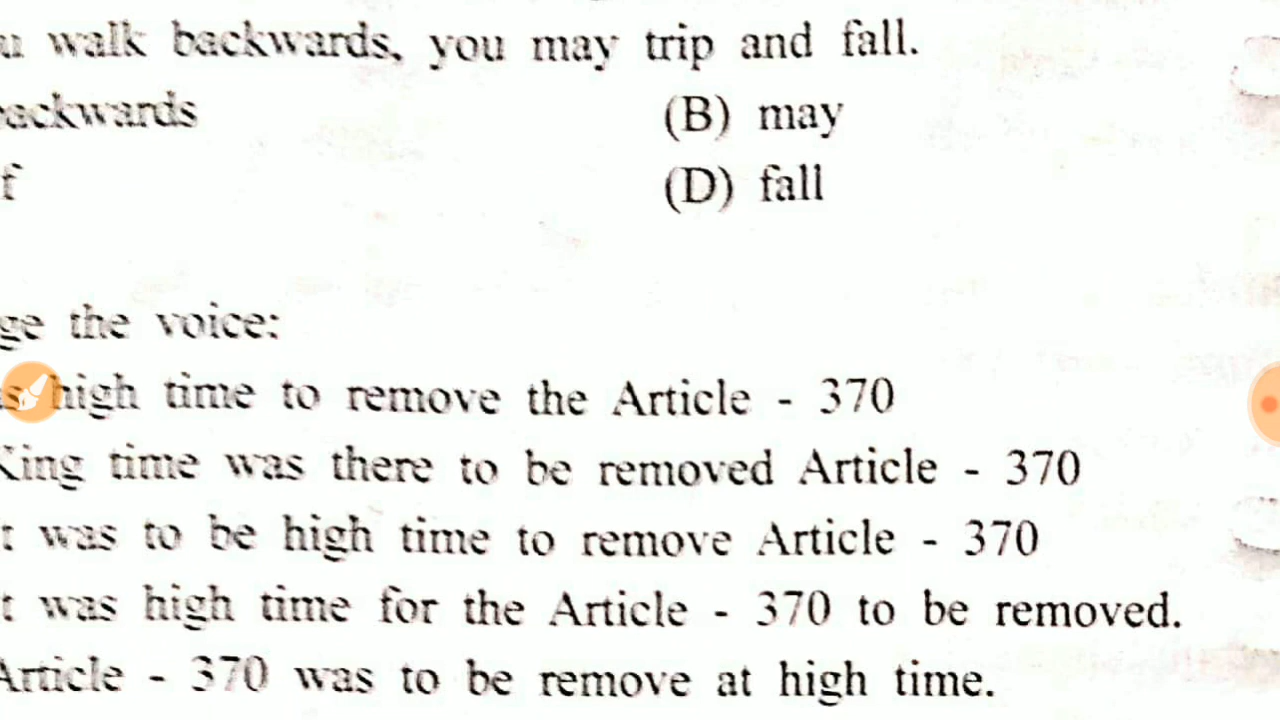 walk backwards, you may trip and fall.
(B) may
(D) fall
the voice:
high time to remove the Article - 370
time was there to be removed Article - 370
was to be high time to remove Article - 370
was high time for the Article - 370 to be removed.
Article - 370 was to be remove at high time.